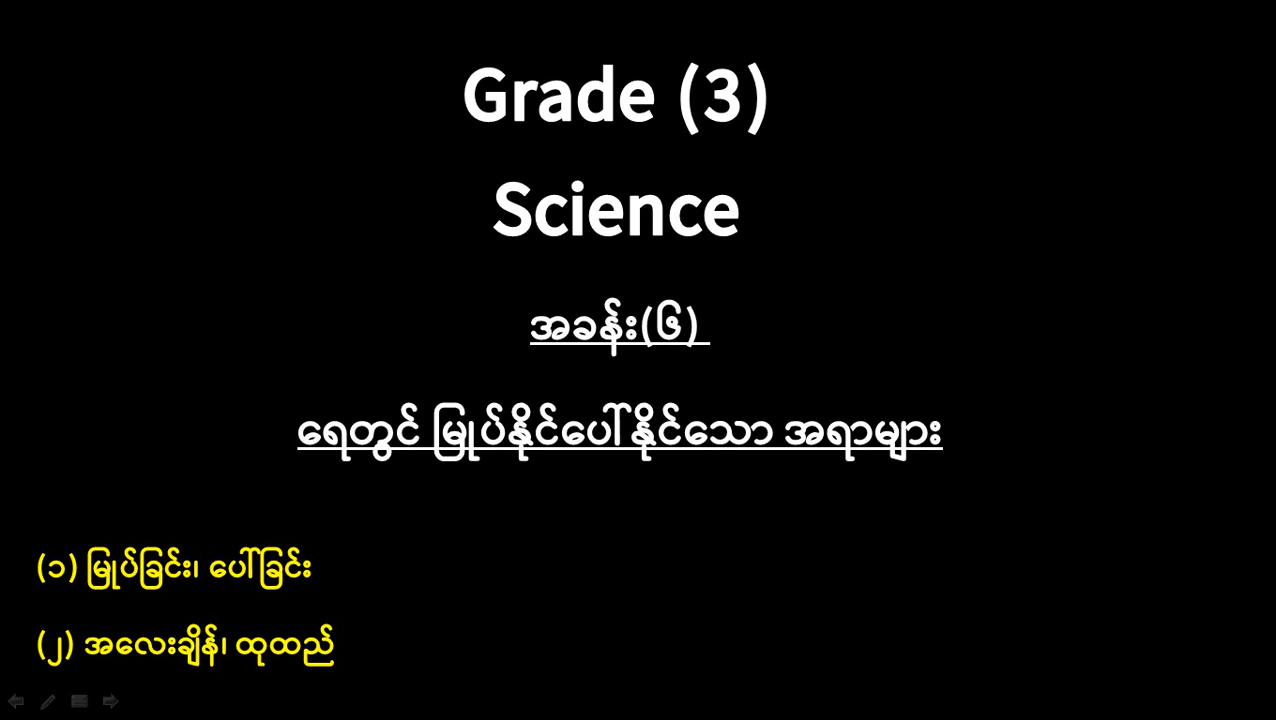 Grade (3)
Science
အခန်း(၆)
ရေတွင် မြုပ်နိုင်ပေါ်နိုင်သော အရာများ
(၁) မြုပ်ခြင်း၊ ပေါ်ခြင်း
(၂) အလေးချိန်၊ ထုထည်